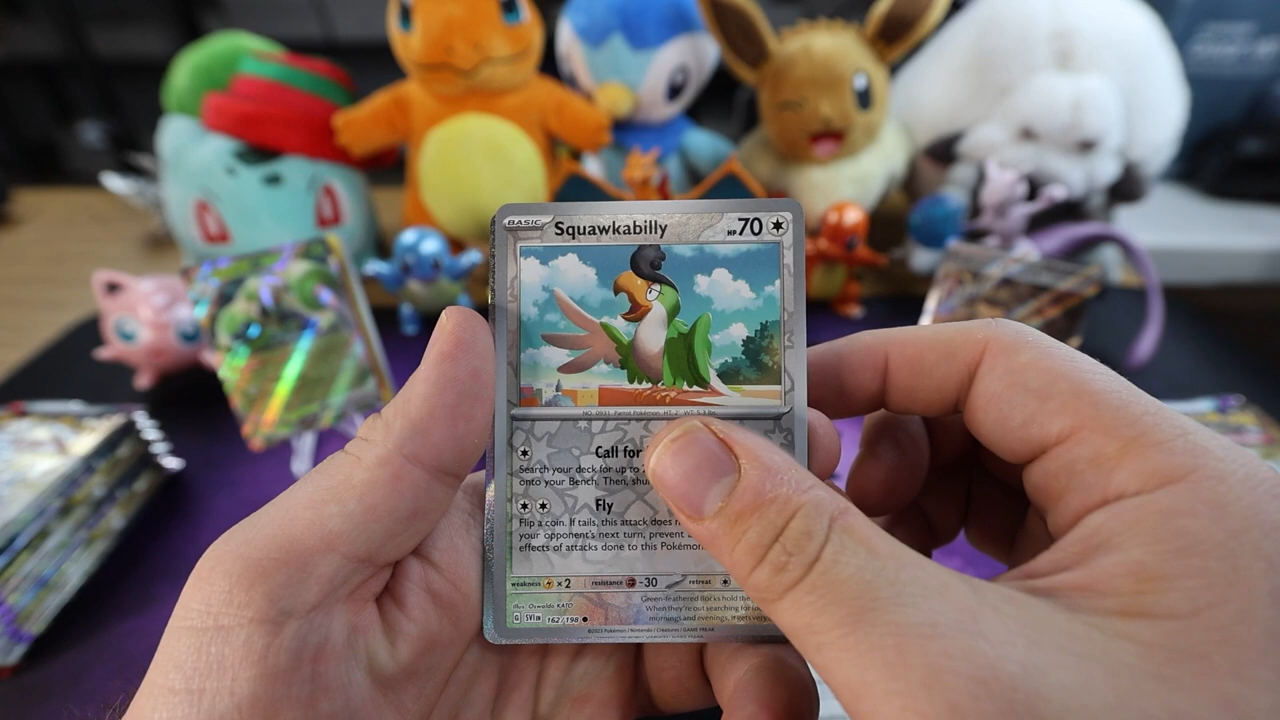 BASIC Squawkabilly HP 70
NO. 0931 Parrot Pokémon HT: 2' WT: 5.3 lbs.
Call for
Search your deck for up to
onto your Bench. Then,
Fly
Flip a coin. If tails, this attack does
your opponent's next turn, prevent
effects of attacks done to this Pokémon
weakness ×2 resistance -30 retreat
Illus. Oswaldo KATO
Green-feathered flocks hold the
When they're out searching for
mornings and evenings, it gets very
G SVI EN 162/198
©2023 Pokémon / Nintendo / Creatures / GAME FREAK